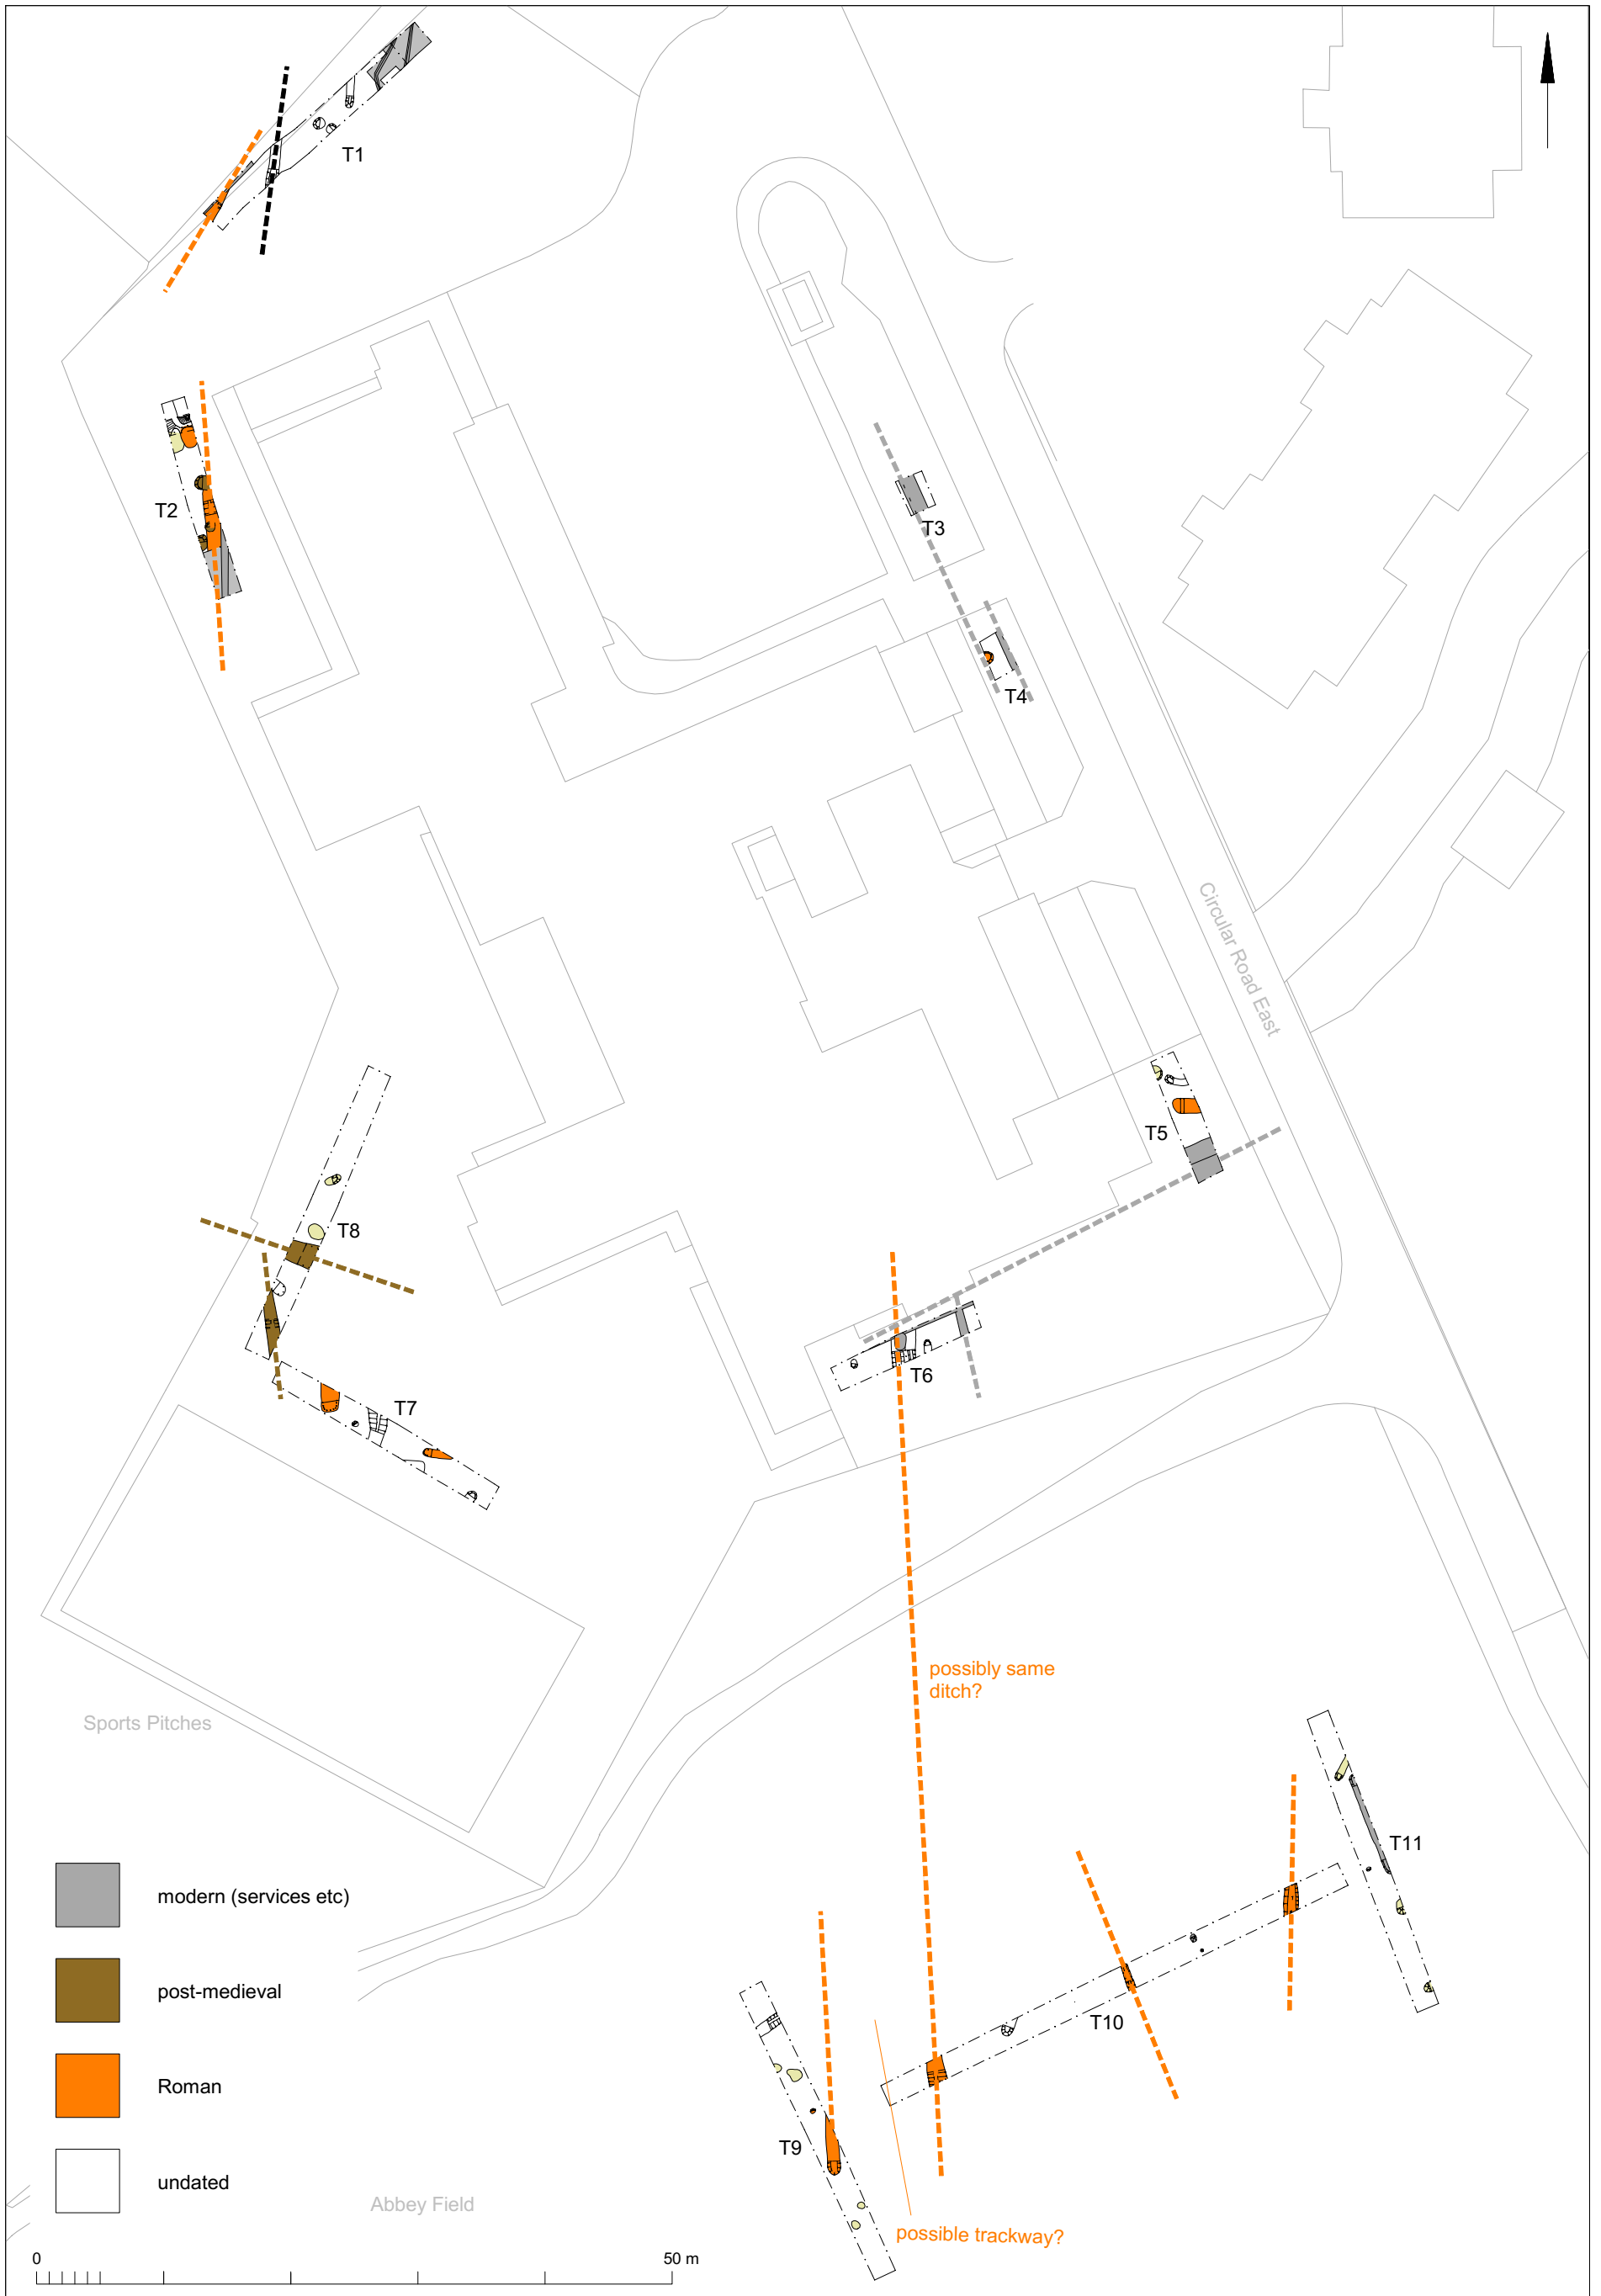 T1
T2
T3
T4
Circular Road East
T5
T8
T6
T7
possibly same
ditch?
Sports Pitches
T11
modern (services etc)
post-medieval
T10
Roman
T9
undated
Abbey Field
possible trackway?
0
50 m